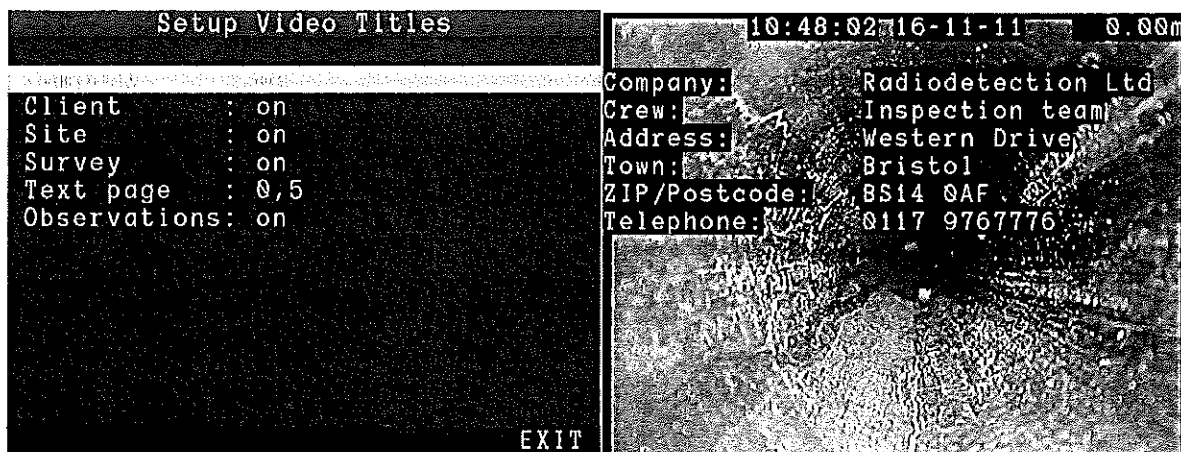 Setup Video Titles
Client : on
Site : on
Survey : on
Text page : 0,5
Observations: on
EXIT
10:48:02 16-11-11 0.00m
Company: Radiodetection Ltd
Crew: Inspection team
Address: Western Drive
Town: Bristol
ZIP/Postcode: BS14 0AF
Telephone: 0117 9767776